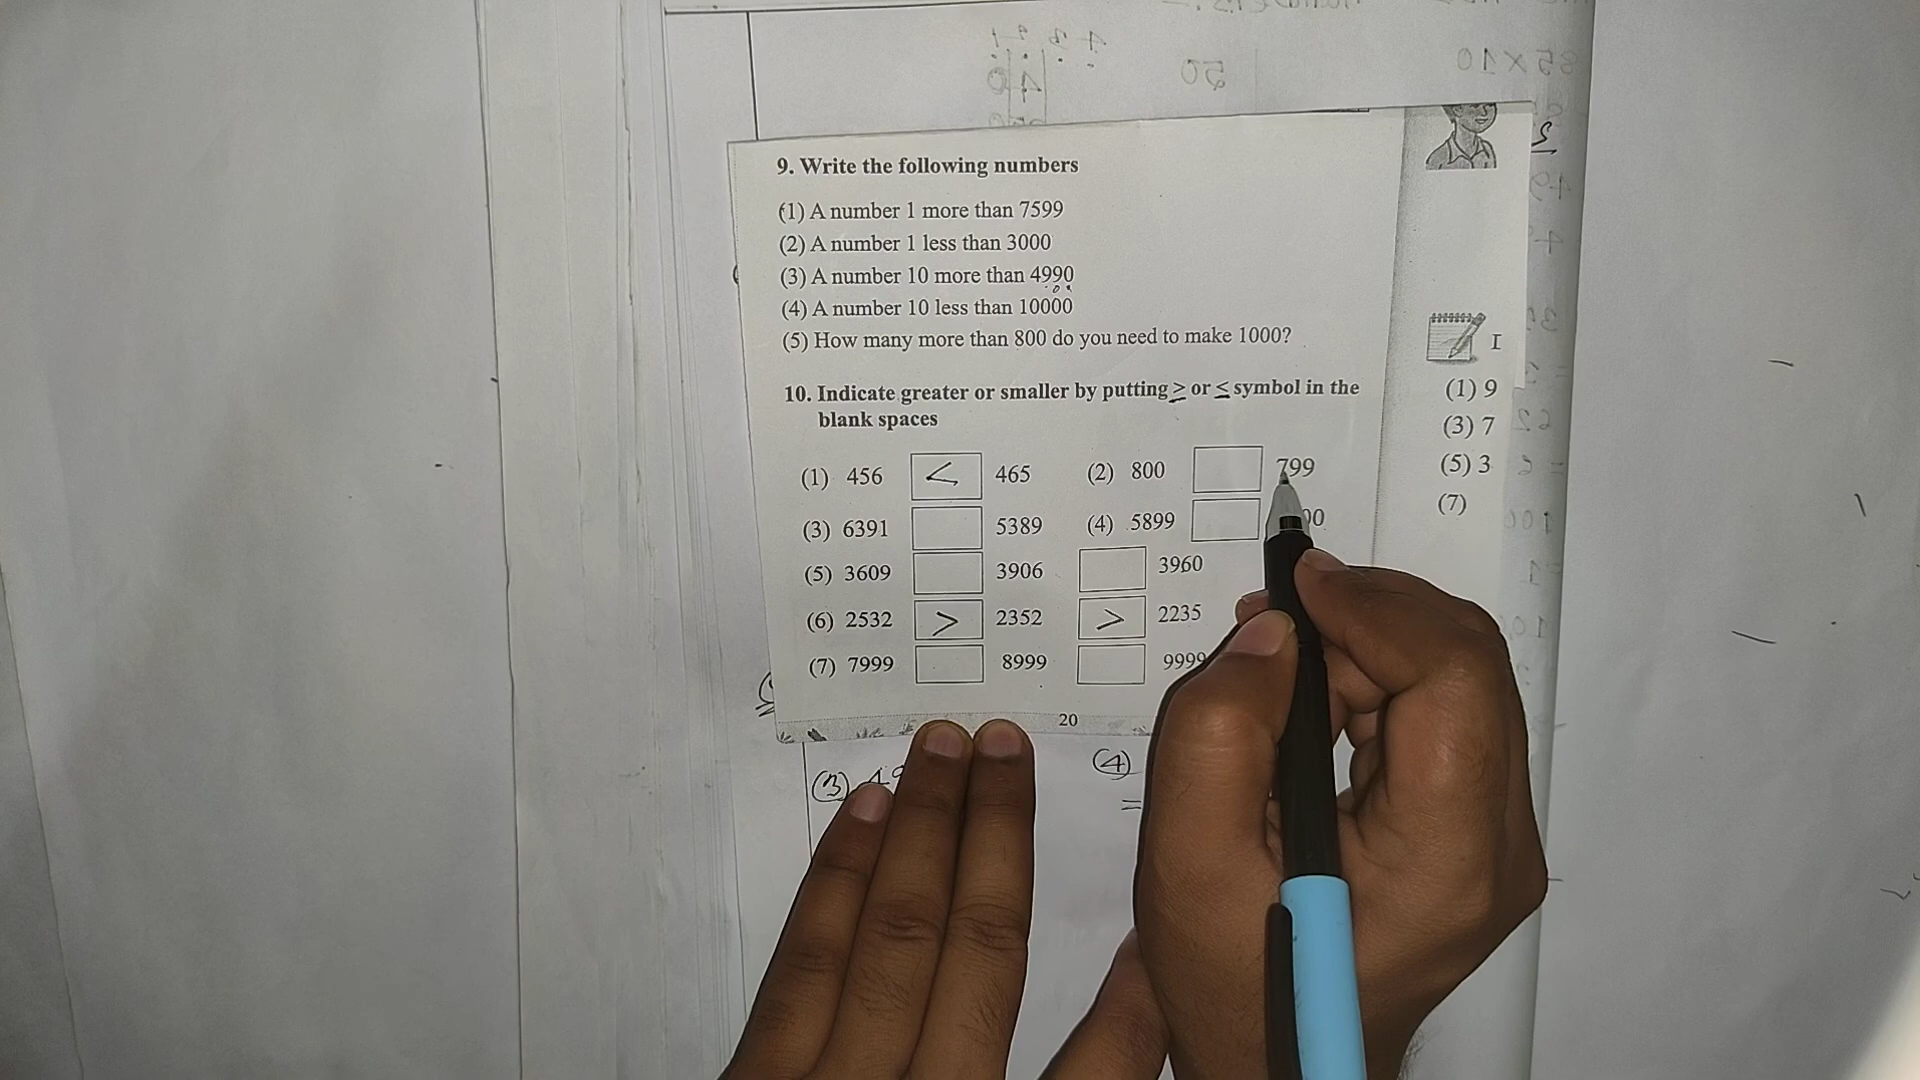 9. Write the following numbers
(1) A number 1 more than 7599
(2) A number 1 less than 3000
(3) A number 10 more than 4990
(4) A number 10 less than 10000
(5) How many more than 800 do you need to make 1000?
10. Indicate greater or smaller by putting > or < symbol in the
blank spaces
(1) 456 < 465 (2) 800 799
(3) 6391 5389 (4) 5899
(5) 3609 3906 3960
(6) 2532 > 2352 > 2235
(7) 7999 8999 9999
20
I
(1) 9
(3) 7
(5) 3
(7)
(3)
(4)
=